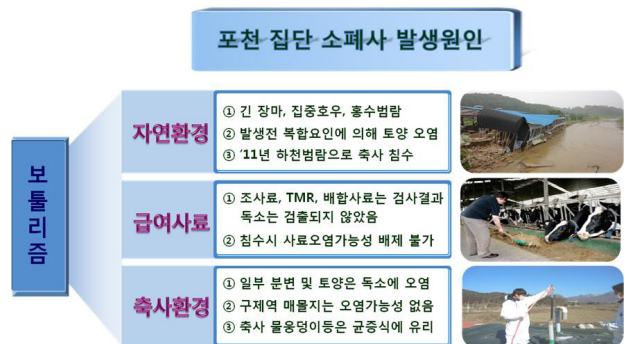 포천 집단 소폐사 발생원인
보툴리즘
자연환경
① 긴 장마, 집중호우, 홍수범람
② 발생전 복합요인에 의해 토양 오염
③ '11년 하천범람으로 축사 침수
급여사료
① 조사료, TMR, 배합사료는 검사결과
독소는 검출되지 않았음
② 침수시 사료오염가능성 배제 불가
축사환경
① 일부 분변 및 토양은 독소에 오염
② 구제역 매몰지는 오염가능성 없음
③ 축사 물웅덩이등은 균증식에 유리